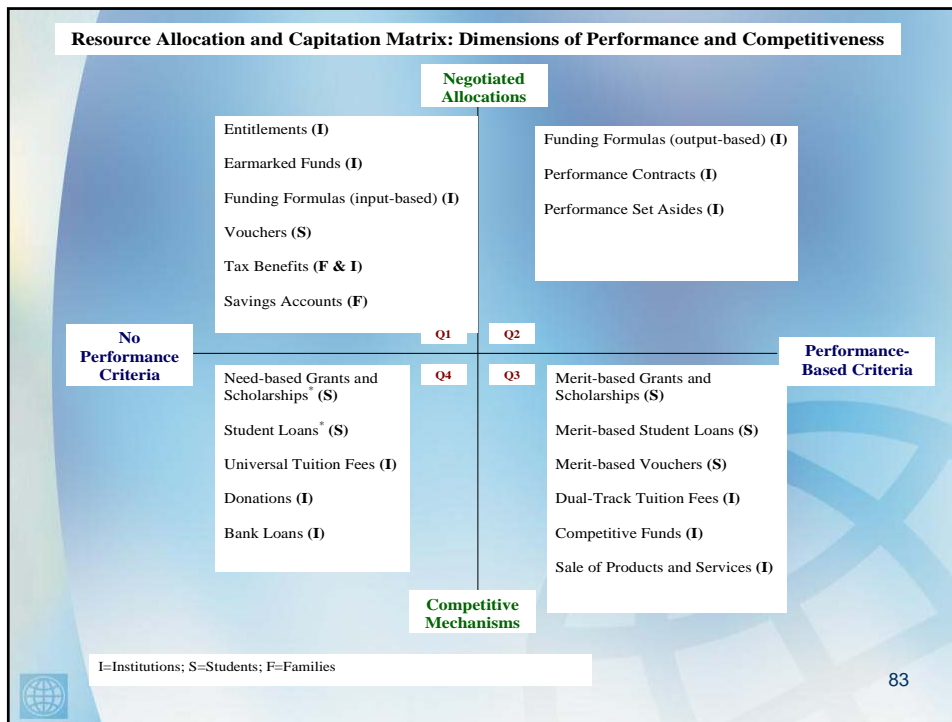 Resource Allocation and Capitation Matrix: Dimensions of Performance and Competitiveness
Negotiated
Allocations
Entitlements (I)
Earmarked Funds (I)
Funding Formulas (input-based) (I)
Vouchers (S)
Tax Benefits (F & I)
Savings Accounts (F)
Funding Formulas (output-based) (I)
Performance Contracts (I)
Performance Set Asides (I)
Q1
Q2
No
Performance
Criteria
Performance-
Based Criteria
Q4
Q3
Need-based Grants and
Scholarships* (S)
Student Loans* (S)
Universal Tuition Fees (I)
Donations (I)
Bank Loans (I)
Merit-based Grants and
Scholarships (S)
Merit-based Student Loans (S)
Merit-based Vouchers (S)
Dual-Track Tuition Fees (I)
Competitive Funds (I)
Sale of Products and Services (I)
Competitive
Mechanisms
I=Institutions; S=Students; F=Families
83